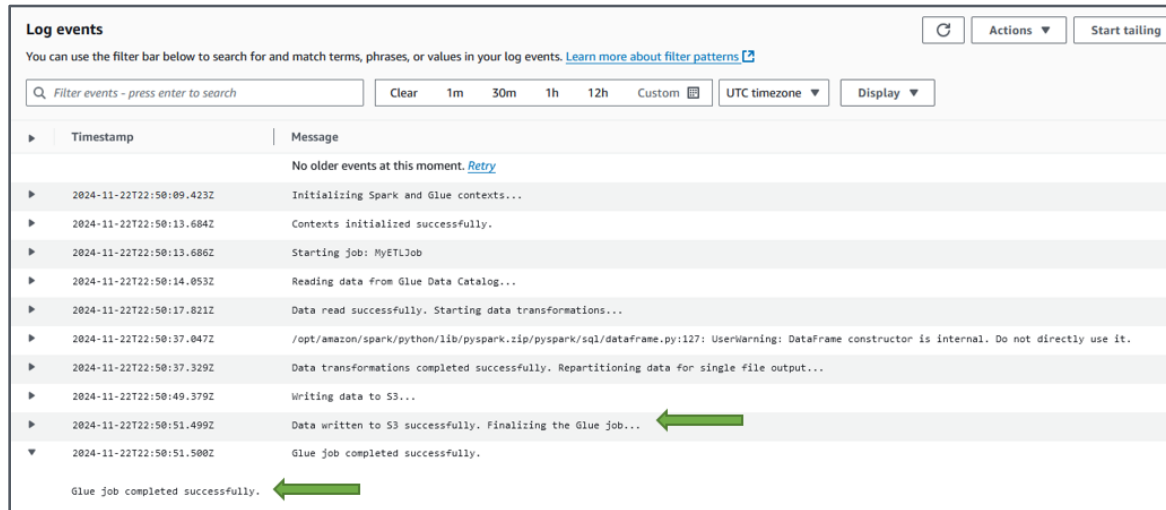 Log events
Actions
Start tailing
You can use the filter bar below to search for and match terms, phrases, or values in your log events. Learn more about filter patterns
Filter events - press enter to search
Clear 1m 30m 1h 12h Custom UTC timezone Display
Timestamp Message
No older events at this moment. Retry
2024-11-22T22:50:09.423Z Initializing Spark and Glue contexts...
2024-11-22T22:50:13.684Z Contexts initialized successfully.
2024-11-22T22:50:13.686Z Starting job: MyETLJob
2024-11-22T22:50:14.053Z Reading data from Glue Data Catalog...
2024-11-22T22:50:17.821Z Data read successfully. Starting data transformations...
2024-11-22T22:50:37.047Z /opt/amazon/spark/python/lib/pyspark.zip/pyspark/sql/dataframe.py:127: UserWarning: DataFrame constructor is internal. Do not directly use it.
2024-11-22T22:50:37.329Z Data transformations completed successfully. Repartitioning data for single file output...
2024-11-22T22:50:49.379Z Writing data to S3...
2024-11-22T22:50:51.499Z Data written to S3 successfully. Finalizing the Glue job...
2024-11-22T22:50:51.500Z Glue job completed successfully.
Glue job completed successfully.